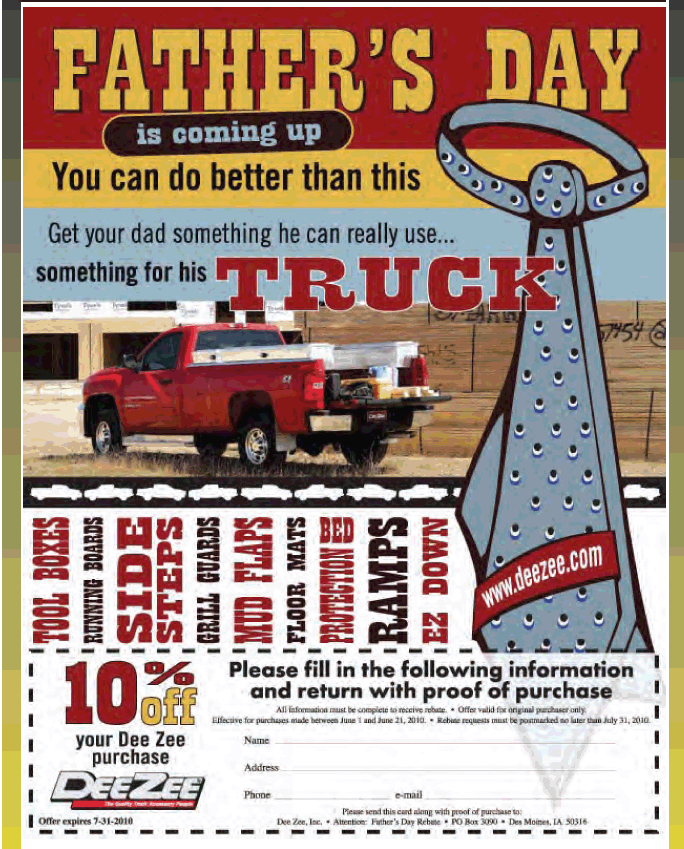 FATHER'S DAY
is coming up
You can do better than this
Get your dad something he can really use...
something for his TRUCK
TOOL BOXES
RUNNING BOARDS
SIDE
STEPS
GRILL GUARDS
MUD FLAPS
FLOOR MATS
BED
PROTECTION
RAMPS
EZ DOWN
www.deezee.com
10% off
your Dee Zee
purchase
DEEZEE
The Quality Truck Accessory People
Offer expires 7-31-2010
Please fill in the following information
and return with proof of purchase
All information must be complete to receive rebate. • Offer valid for original purchaser only.
Effective for purchases made between June 1 and June 21, 2010. • Rebate requests must be postmarked no later than July 31, 2010.
Name
Address
Phone e-mail
Please send this card along with proof of purchase to:
Dee Zee, Inc. • Attention: Father's Day Rebate • PO Box 3090 • Des Moines, IA 50316